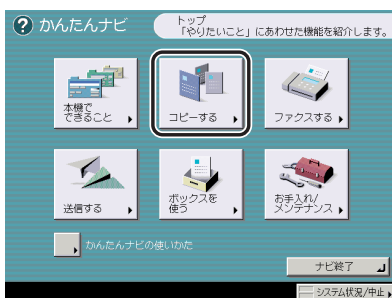 かんたんナビ
トップ
「やりたいこと」にあわせた機能を紹介します。
本機で
できること
コピーする
ファクスする
送信する
ボックスを
使う
お手入れ/
メンテナンス
かんたんナビの使いかた
ナビ終了
システム状況/中止